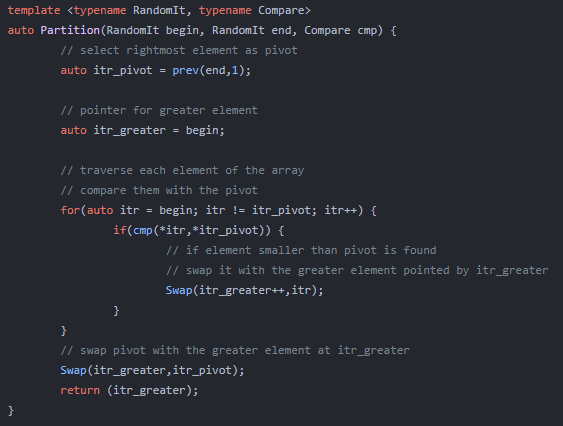 template <typename RandomIt, typename Compare>
auto Partition(RandomIt begin, RandomIt end, Compare cmp) {
// select rightmost element as pivot
auto itr_pivot = prev(end,1);
// pointer for greater element
auto itr_greater = begin;
// traverse each element of the array
// compare them with the pivot
for(auto itr = begin; itr != itr_pivot; itr++) {
if(cmp(*itr,*itr_pivot)) {
// if element smaller than pivot is found
// swap it with the greater element pointed by itr_greater
Swap(itr_greater++,itr);
}
}
// swap pivot with the greater element at itr_greater
Swap(itr_greater,itr_pivot);
return (itr_greater);
}